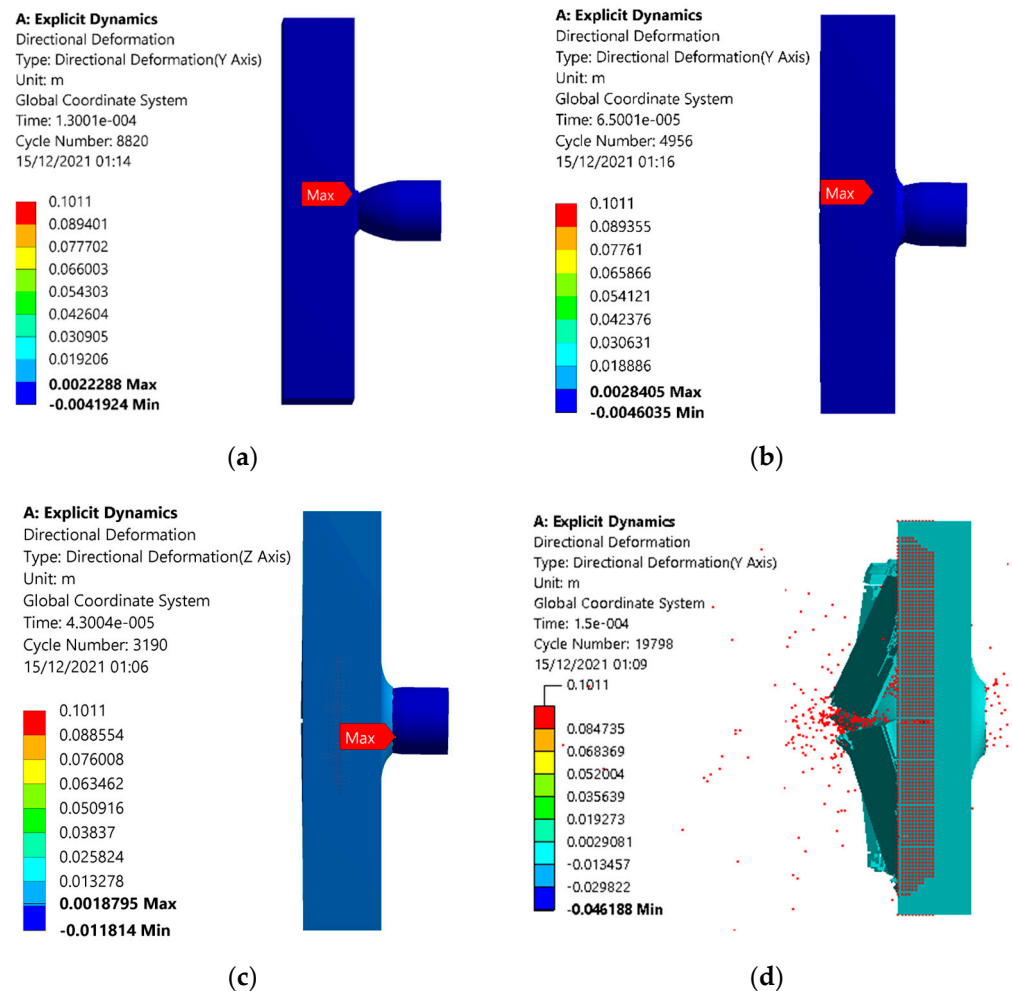 A: Explicit Dynamics
Directional Deformation
Type: Directional Deformation(Y Axis)
Unit: m
Global Coordinate System
Time: 1.3001e-004
Cycle Number: 8820
15/12/2021 01:14
Max
0.1011
0.089401
0.077702
0.066003
0.054303
0.042604
0.030905
0.019206
0.0022288 Max
-0.0041924 Min
(a)
A: Explicit Dynamics
Directional Deformation
Type: Directional Deformation(Y Axis)
Unit: m
Global Coordinate System
Time: 6.5001e-005
Cycle Number: 4956
15/12/2021 01:16
Max
0.1011
0.089355
0.07761
0.065866
0.054121
0.042376
0.030631
0.018886
0.0028405 Max
-0.0046035 Min
(b)
A: Explicit Dynamics
Directional Deformation
Type: Directional Deformation(Z Axis)
Unit: m
Global Coordinate System
Time: 4.3004e-005
Cycle Number: 3190
15/12/2021 01:06
Max
0.1011
0.088554
0.076008
0.063462
0.050916
0.03837
0.025824
0.013278
0.0018795 Max
-0.011814 Min
(c)
A: Explicit Dynamics
Directional Deformation
Type: Directional Deformation(Y Axis)
Unit: m
Global Coordinate System
Time: 1.5e-004
Cycle Number: 19798
15/12/2021 01:09
0.1011
0.084735
0.068369
0.052004
0.035639
0.019273
0.0029081
-0.013457
-0.029822
-0.046188 Min
(d)